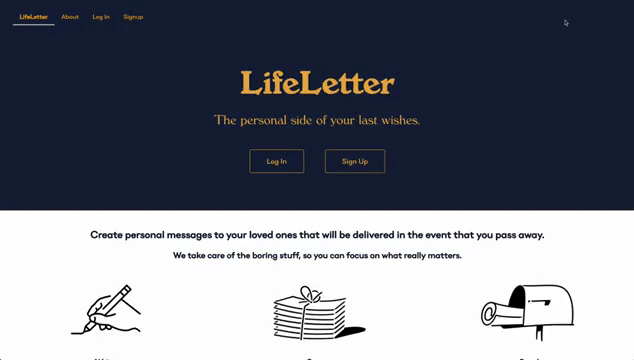 LifeLetter About Log In Signup
LifeLetter
The personal side of your last wishes.
Log In Sign Up
Create personal messages to your loved ones that will be delivered in the event that you pass away.
We take care of the boring stuff, so you can focus on what really matters.